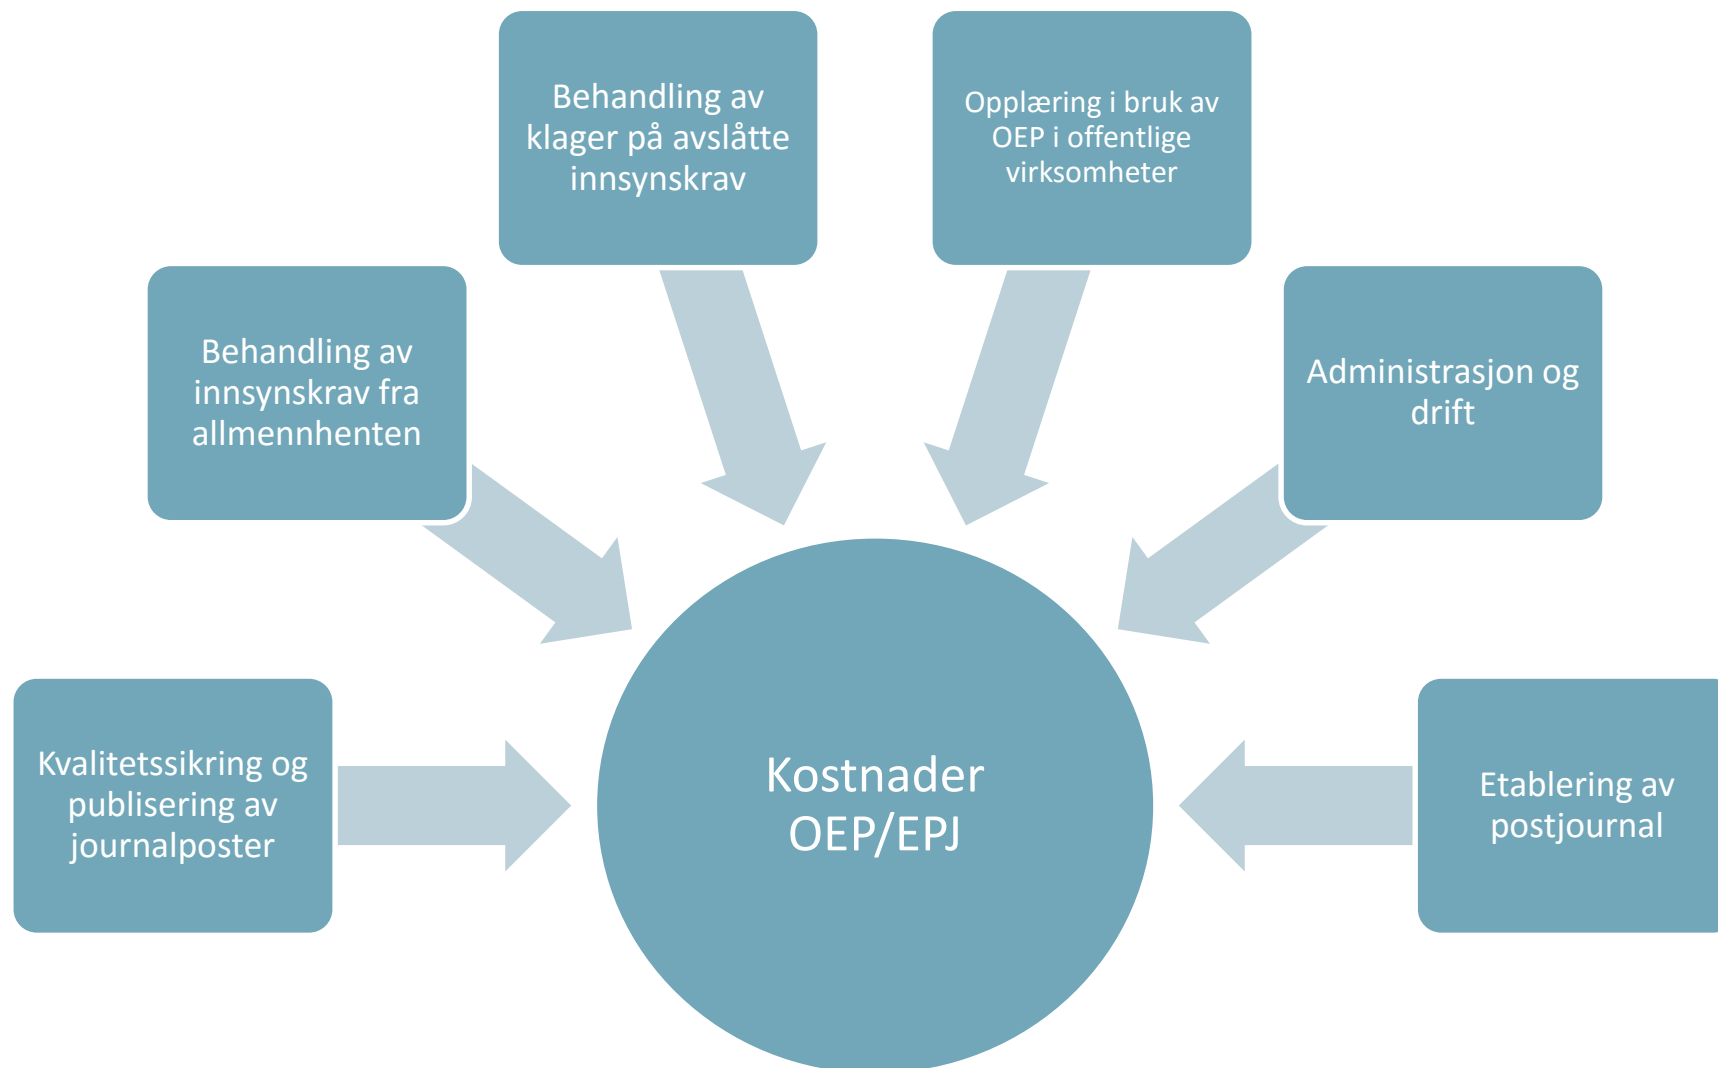 Behandling av
klager på avslåtte
innsynskrav
Opplæring i bruk av
OEP i offentlige
virksomheter
Behandling av
innsynskrav fra
allmennhenten
Administrasjon og
drift
Kvalitetssikring og
publisering av
journalposter
Kostnader
OEP/EPJ
Etablering av
postjournal